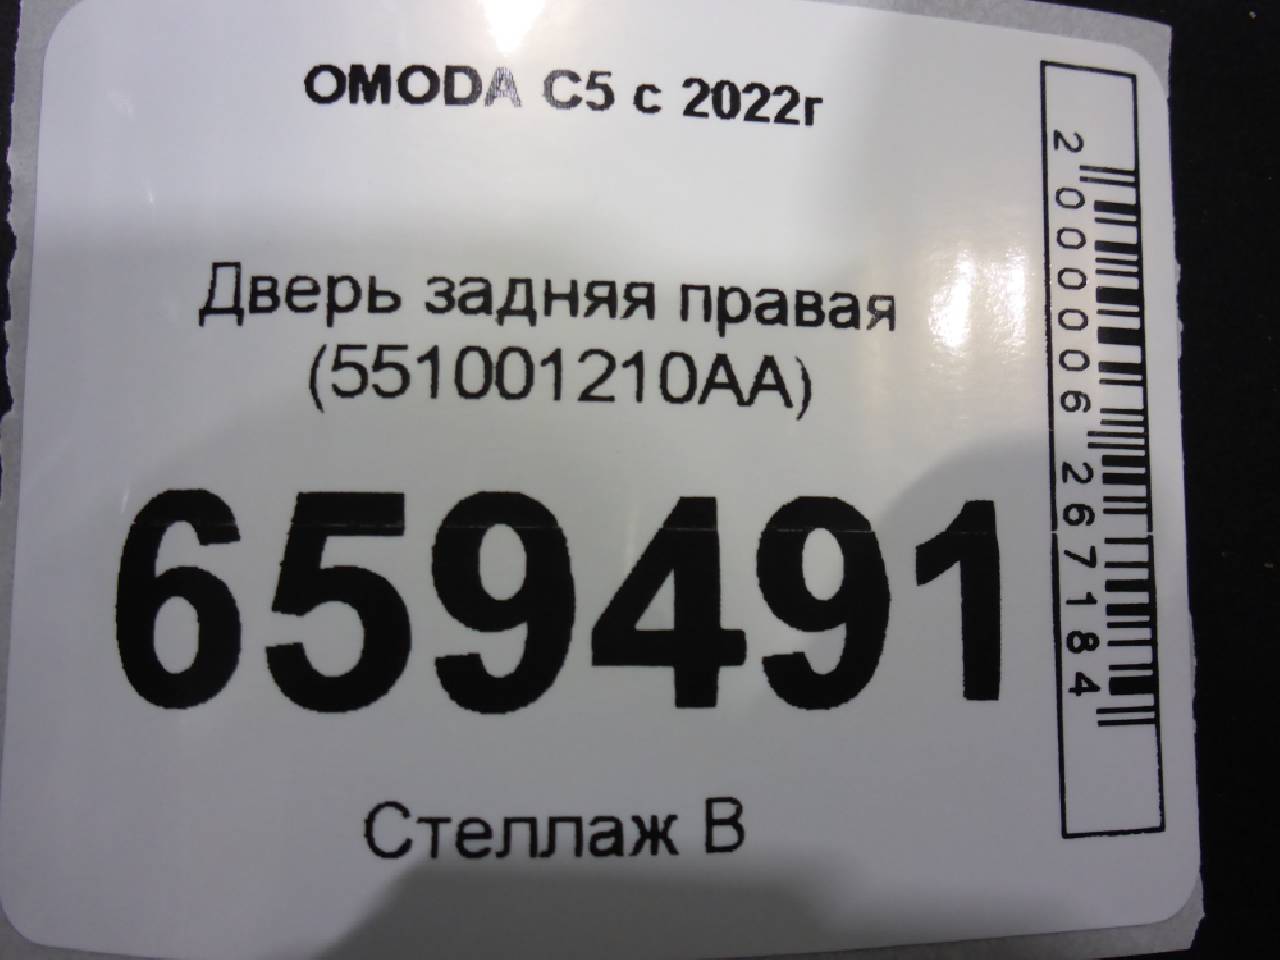 OMODA C5 с 2022г
Дверь задняя правая
(551001210AA)
659491
Стеллаж B
2 000006 267184